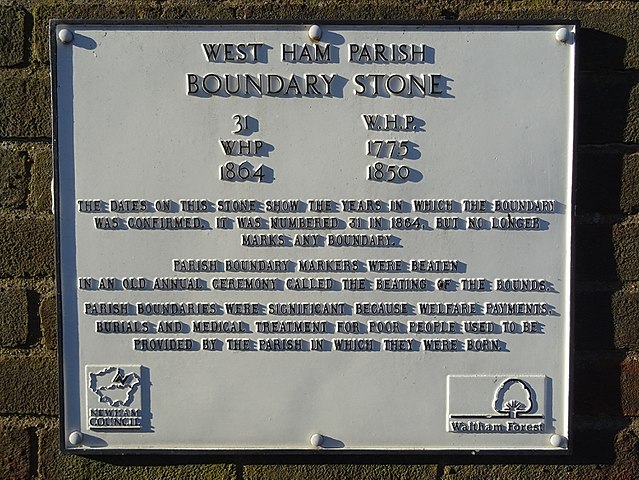 WEST HAM PARISH
BOUNDARY STONE
31 W.H.P.
WHP 1775
1864 1850
THE DATES ON THIS STONE SHOW THE YEARS IN WHICH THE BOUNDARY
WAS CONFIRMED. IT WAS NUMBERED 31 IN 1864, BUT NO LONGER
MARKS ANY BOUNDARY.
PARISH BOUNDARY MARKERS WERE BEATEN
IN AN OLD ANNUAL CEREMONY CALLED THE BEATING OF THE BOUNDS.
PARISH BOUNDARIES WERE SIGNIFICANT BECAUSE WELFARE PAYMENTS,
BURIALS AND MEDICAL TREATMENT FOR POOR PEOPLE USED TO BE
PROVIDED BY THE PARISH IN WHICH THEY WERE BORN.
NEWHAM
COUNCIL
Waltham Forest